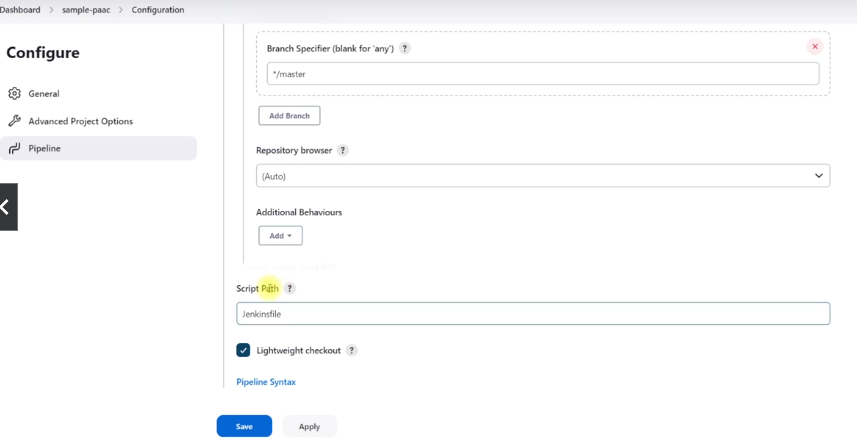 Dashboard > sample-paac > Configuration
Configure
General
Advanced Project Options
Pipeline
Branch Specifier (blank for 'any') ?
*/master
Add Branch
Repository browser ?
(Auto)
Additional Behaviours
Add
Script Path ?
Jenkinsfile
Lightweight checkout ?
Pipeline Syntax
Save Apply